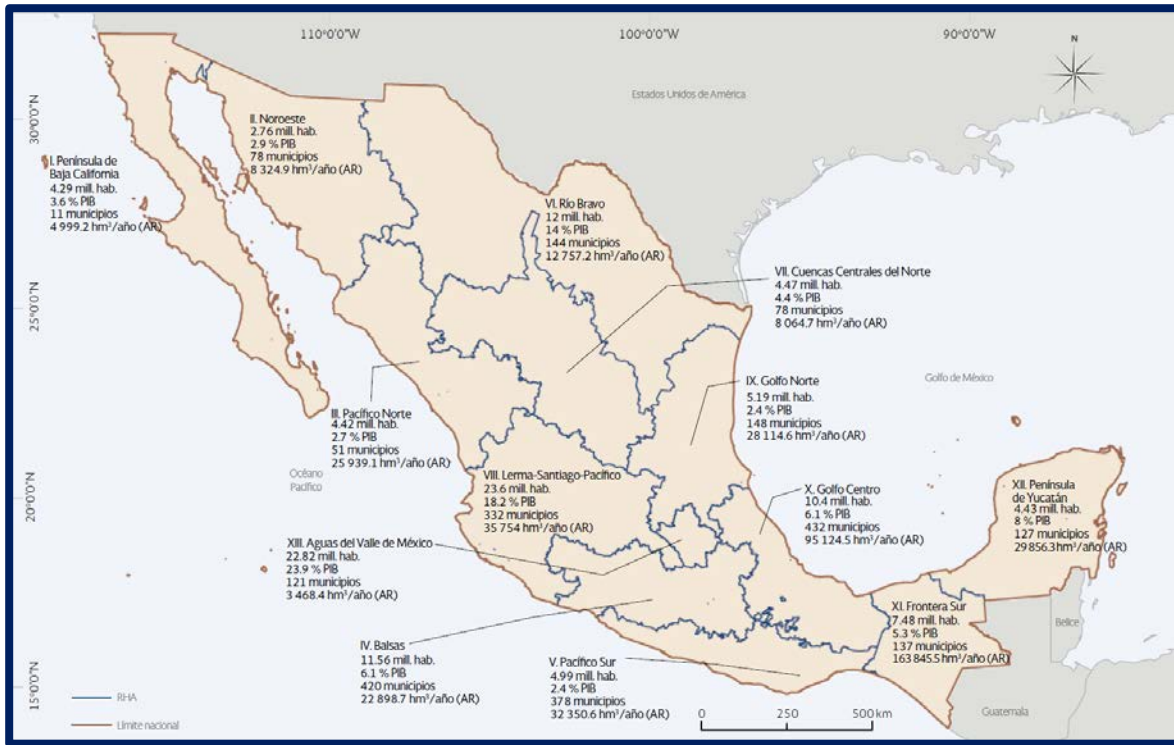 110°0'0"W
100°0'0"W
90°0'0"W
N
30°0'0"N
25°0'0"N
20°0'0"N
15°0'0"N
Estados Unidos de América
II. Noroeste
2.76 mill. hab.
2.9 % PIB
78 municipios
8 324.9 hm³/año (AR)
I. Península de
Baja California
4.29 mill. hab.
3.6 % PIB
11 municipios
4 999.2 hm³/año (AR)
VI. Río Bravo
12 mill. hab.
14 % PIB
144 municipios
12 757.2 hm³/año (AR)
VII. Cuencas Centrales del Norte
4.47 mill. hab.
4.4 % PIB
78 municipios
8 064.7 hm³/año (AR)
IX. Golfo Norte
5.19 mill. hab.
2.4 % PIB
148 municipios
28 114.6 hm³/año (AR)
Golfo de México
III. Pacífico Norte
4.42 mill. hab.
2.7 % PIB
51 municipios
25 939.1 hm³/año (AR)
Océano
Pacífico
VIII. Lerma-Santiago-Pacífico
23.6 mill. hab.
18.2 % PIB
332 municipios
35 754 hm³/año (AR)
X. Golfo Centro
10.4 mill. hab.
6.1 % PIB
432 municipios
95 124.5 hm³/año (AR)
XII. Península
de Yucatán
4.43 mill. hab.
8 % PIB
127 municipios
29 856.3 hm³/año (AR)
XIII. Aguas del Valle de México
22.82 mill. hab.
23.9 % PIB
121 municipios
3 468.4 hm³/año (AR)
XI. Frontera Sur
7.48 mill. hab.
5.3 % PIB
137 municipios
163 845.5 hm³/año (AR)
Belice
IV. Balsas
11.56 mill. hab.
6.1 % PIB
420 municipios
22 898.7 hm³/año (AR)
V. Pacífico Sur
4.99 mill. hab.
2.4 % PIB
378 municipios
32 350.6 hm³/año (AR)
Guatemala
RHA
Límite nacional
0 250 500 km